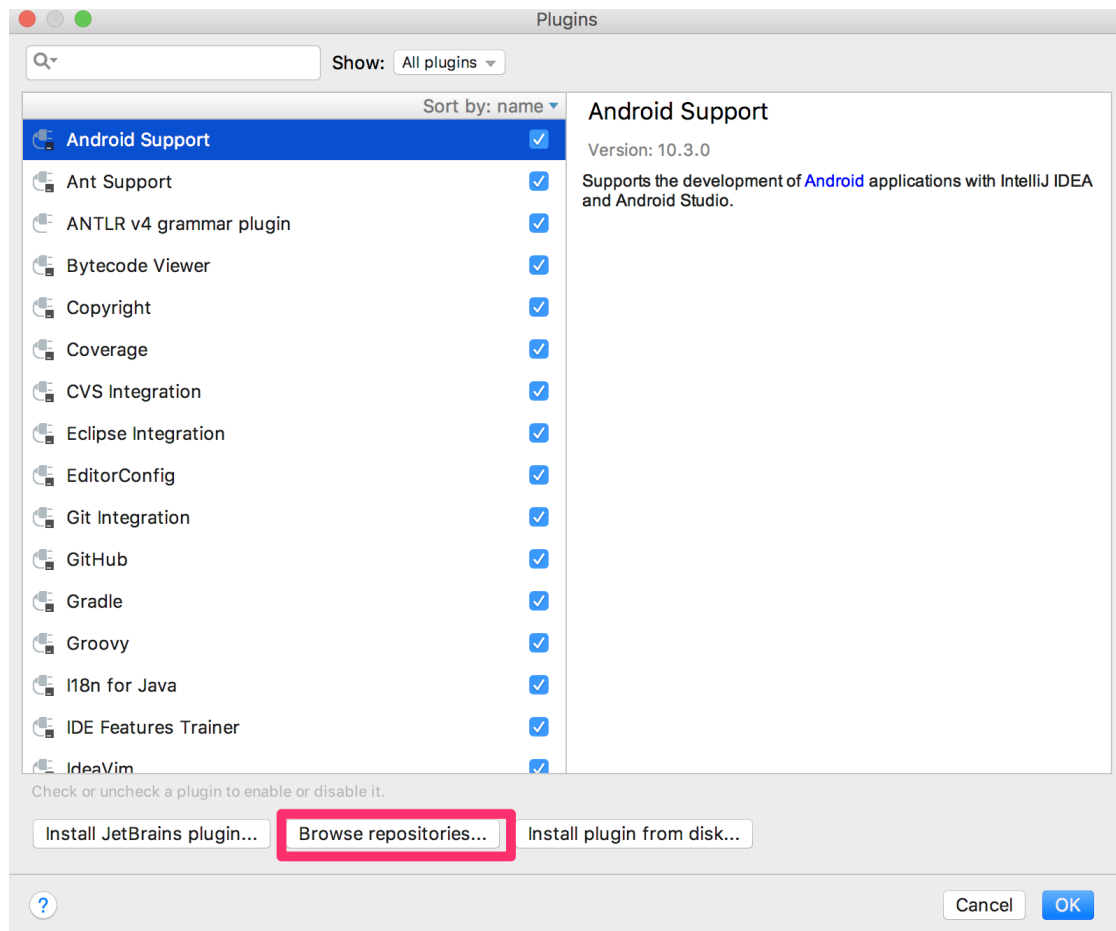 Plugins
Show: All plugins
Sort by: name
Android Support
Ant Support
ANTLR v4 grammar plugin
Bytecode Viewer
Copyright
Coverage
CVS Integration
Eclipse Integration
EditorConfig
Git Integration
GitHub
Gradle
Groovy
I18n for Java
IDE Features Trainer
IdeaVim
Android Support
Version: 10.3.0
Supports the development of Android applications with IntelliJ IDEA
and Android Studio.
Check or uncheck a plugin to enable or disable it.
Install JetBrains plugin... Browse repositories... Install plugin from disk...
? Cancel OK